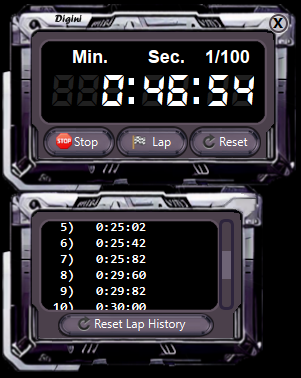 Digini
X
Min. Sec. 1/100
0:46:54
STOP Stop Lap Reset
5) 0:25:02
6) 0:25:42
7) 0:25:82
8) 0:29:60
9) 0:29:82
10) 0:30:00
Reset Lap History